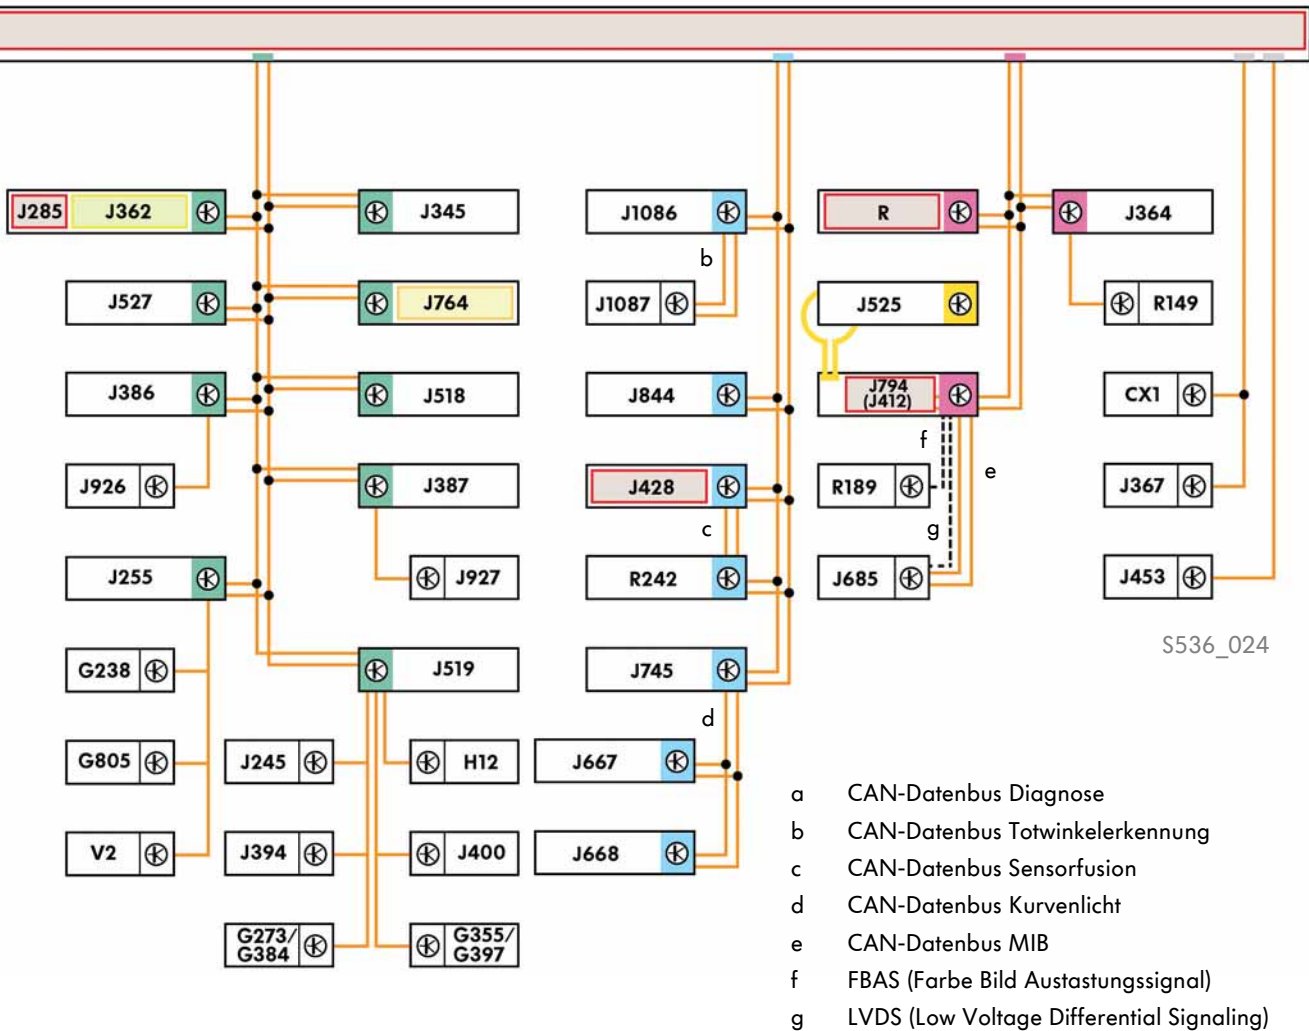 J285 J362 J345 J1086 R J364
b
J527 J764 J1087 J525 R149
J386 J518 J844 J794 CX1
(J412)
f
e
J926 J387 J428 R189 J367
c g
J255 J927 R242 J685 J453
S536_024
G238 J519 J745
d
G805 J245 H12 J667
a CAN-Datenbus Diagnose
b CAN-Datenbus Totwinkelerkennung
V2 J394 J400 J668
c CAN-Datenbus Sensorfusion
d CAN-Datenbus Kurvenlicht
G273/ G355/
G384 G397
e CAN-Datenbus MIB
f FBAS (Farbe Bild Austastungssignal)
g LVDS (Low Voltage Differential Signaling)